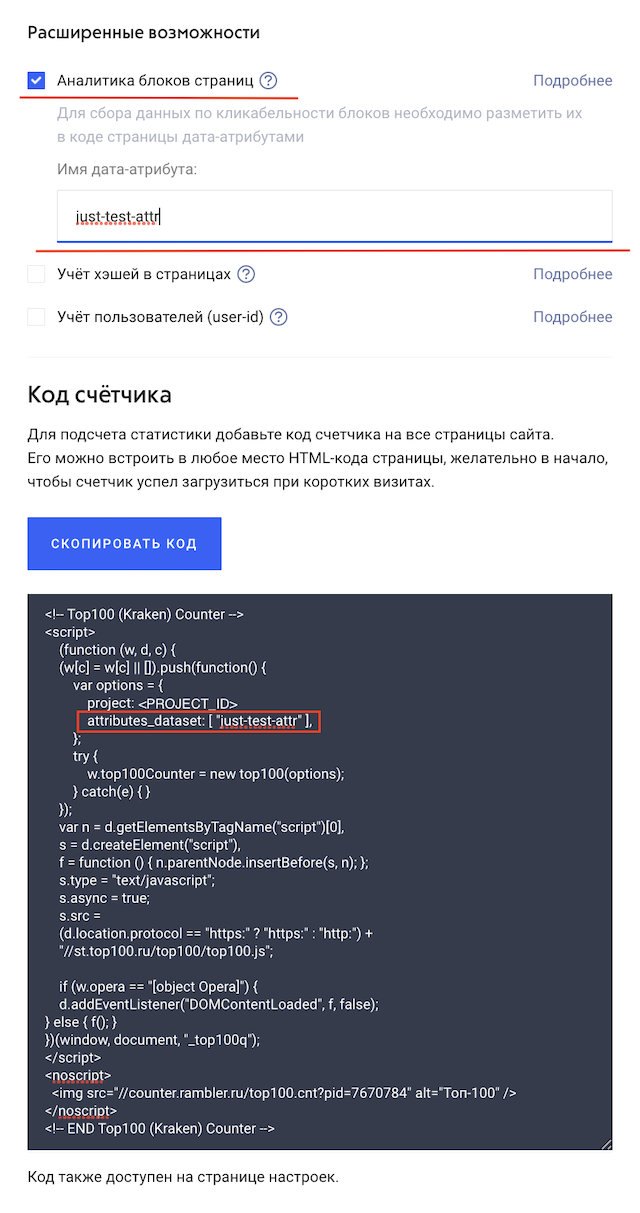 Расширенные возможности
Аналитика блоков страниц ? Подробнее
Для сбора данных по кликабельности блоков необходимо разметить их
в коде страницы дата-атрибутами
Имя дата-атрибута:
just-test-attr
Учёт хэшей в страницах ? Подробнее
Учёт пользователей (user-id) ? Подробнее
Код счётчика
Для подсчета статистики добавьте код счетчика на все страницы сайта.
Его можно встроить в любое место HTML-кода страницы, желательно в начало,
чтобы счетчик успел загрузиться при коротких визитах.
СКОПИРОВАТЬ КОД
<!-- Top100 (Kraken) Counter -->
<script>
(function (w, d, c) {
(w[c] = w[c] || []).push(function() {
var options = {
project: <PROJECT_ID>
attributes_dataset: [ "just-test-attr" ],
};
try {
w.top100Counter = new top100(options);
} catch(e) { }
});
var n = d.getElementsByTagName("script")[0],
s = d.createElement("script"),
f = function () { n.parentNode.insertBefore(s, n); };
s.type = "text/javascript";
s.async = true;
s.src =
(d.location.protocol == "https:" ? "https:" : "http:") +
"//st.top100.ru/top100/top100.js";
if (w.opera == "[object Opera]") {
d.addEventListener("DOMContentLoaded", f, false);
} else { f(); }
})(window, document, "_top100q");
</script>
<noscript>
<img src="//counter.rambler.ru/top100.cnt?pid=7670784" alt="Топ-100" />
</noscript>
<!-- END Top100 (Kraken) Counter -->
Код также доступен на странице настроек.